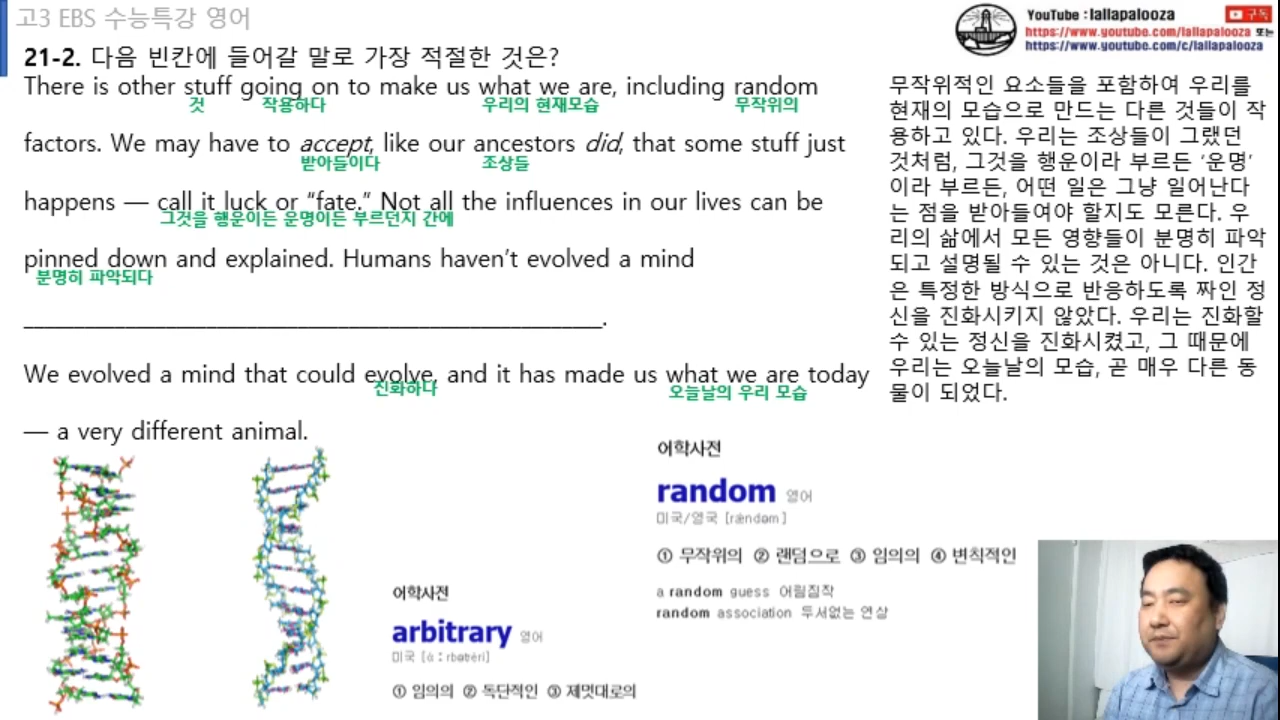 고3 EBS 수능특강 영어
YouTube : lallapalooza
구독
https://www.youtube.com/lallapalooza 또는
https://www.youtube.com/c/lallapalooza
21-2. 다음 빈칸에 들어갈 말로 가장 적절한 것은?
There is other stuff going on to make us what we are, including random
것 작용하다 우리의 현재모습 무작위의
factors. We may have to accept, like our ancestors did, that some stuff just
받아들이다 조상들
happens — call it luck or “fate.” Not all the influences in our lives can be
그것을 행운이든 운명이든 부르던지 간에
pinned down and explained. Humans haven’t evolved a mind
분명히 파악되다
____________________________________________________.
We evolved a mind that could evolve, and it has made us what we are today
진화하다 오늘날의 우리 모습
— a very different animal.
무작위적인 요소들을 포함하여 우리를
현재의 모습으로 만드는 다른 것들이 작
용하고 있다. 우리는 조상들이 그랬던
것처럼, 그것을 행운이라 부르든 ‘운명’
이라 부르든, 어떤 일은 그냥 일어난다
는 점을 받아들여야 할지도 모른다. 우
리의 삶에서 모든 영향들이 분명히 파악
되고 설명될 수 있는 것은 아니다. 인간
은 특정한 방식으로 반응하도록 짜인 정
신을 진화시키지 않았다. 우리는 진화할
수 있는 정신을 진화시켰고, 그 때문에
우리는 오늘날의 모습, 곧 매우 다른 동
물이 되었다.
어학사전
random 영어
미국/영국 [rǽndəm]
① 무작위의 ② 랜덤으로 ③ 임의의 ④ 변칙적인
a random guess 어림짐작
random association 두서없는 연상
어학사전
arbitrary 영어
미국 [ɑ́ːrbətrèri]
① 임의의 ② 독단적인 ③ 제멋대로의